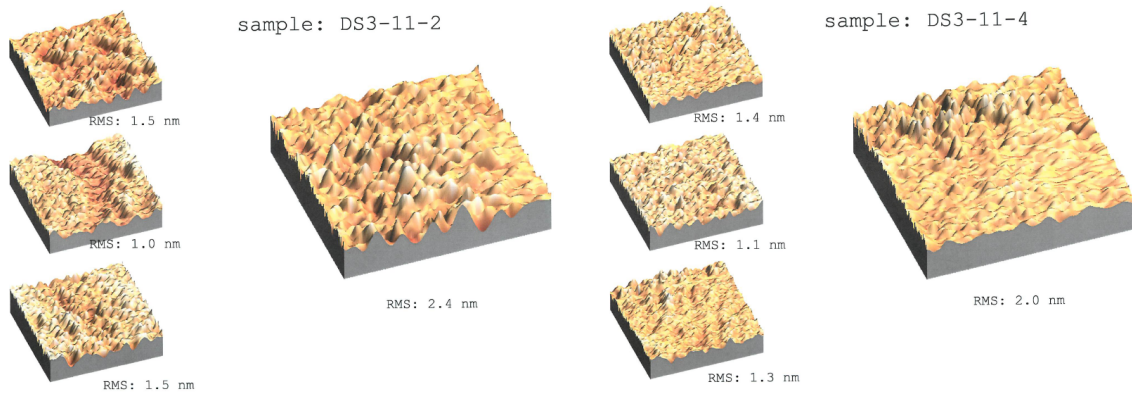 sample: DS3-11-2
RMS: 1.5 nm
RMS: 1.0 nm
RMS: 1.5 nm
RMS: 2.4 nm
sample: DS3-11-4
RMS: 1.4 nm
RMS: 1.1 nm
RMS: 1.3 nm
RMS: 2.0 nm